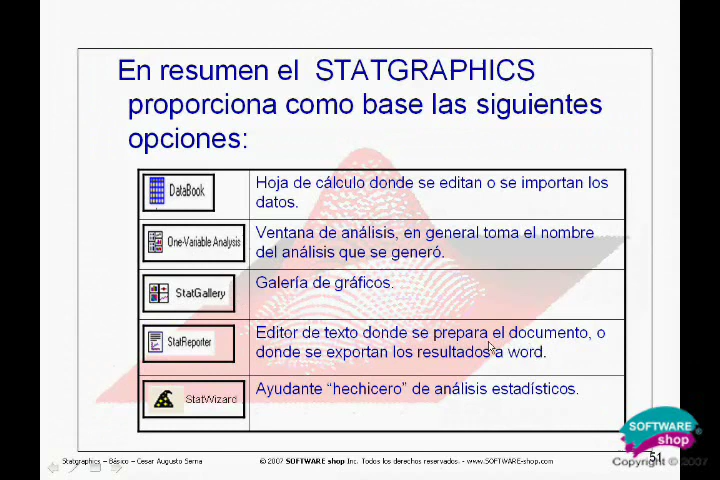 En resumen el STATGRAPHICS
proporciona como base las siguientes
opciones:
DataBook
Hoja de cálculo donde se editan o se importan los
datos.
One-Variable Analysis
Ventana de análisis, en general toma el nombre
del análisis que se generó.
StatGallery
Galería de gráficos.
StatReporter
Editor de texto donde se prepara el documento, o
donde se exportan los resultados a word.
StatWizard
Ayudante “hechicero” de análisis estadísticos.
SOFTWARE
shop
Copyright © 2007
51
Statgraphics – Básico – Cesar Augusto Serna
© 2007 SOFTWARE shop Inc. Todos los derechos reservados. - www.SOFTWARE-shop.com